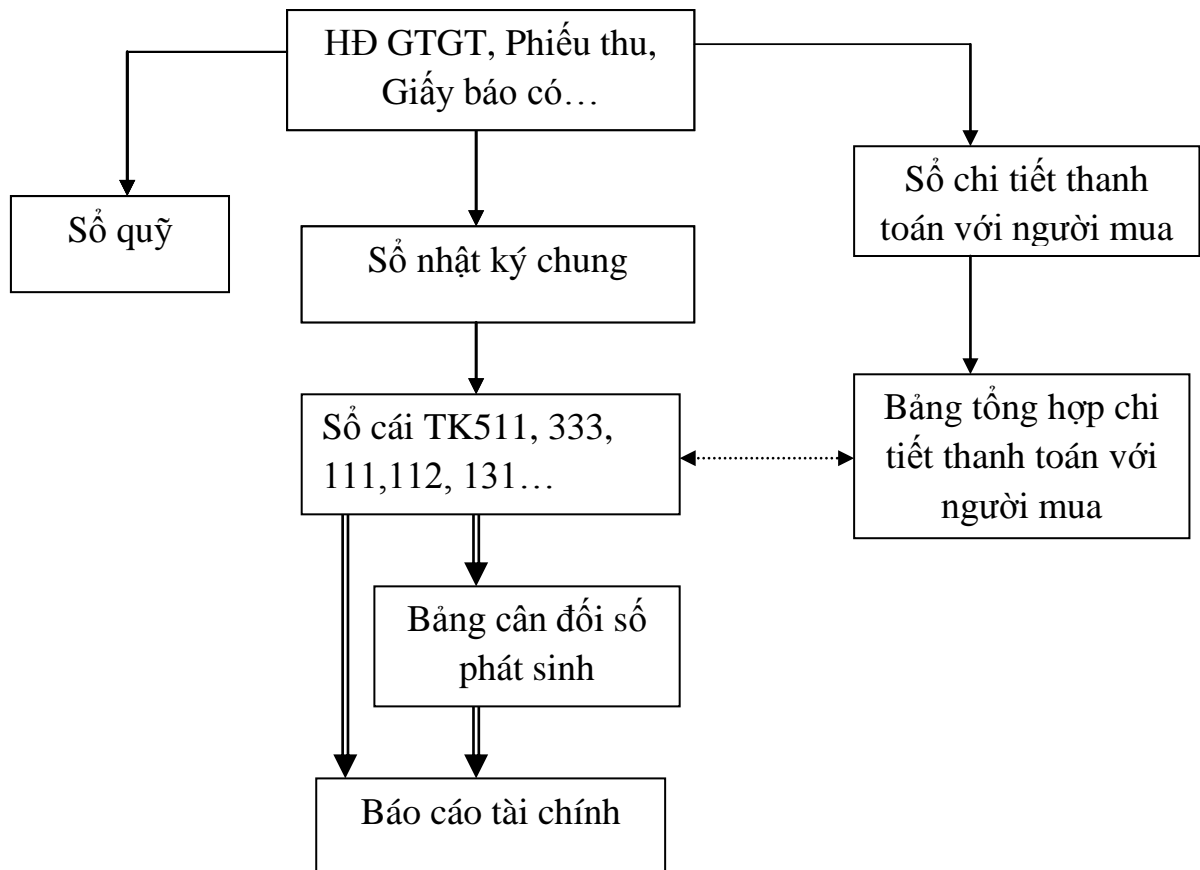 HĐ GTGT, Phiếu thu,
Giấy báo có…
Sổ quỹ
Sổ nhật ký chung
Sổ chi tiết thanh
toán với người mua
Sổ cái TK511, 333,
111,112, 131…
Bảng tổng hợp chi
tiết thanh toán với
người mua
Bảng cân đối số
phát sinh
Báo cáo tài chính